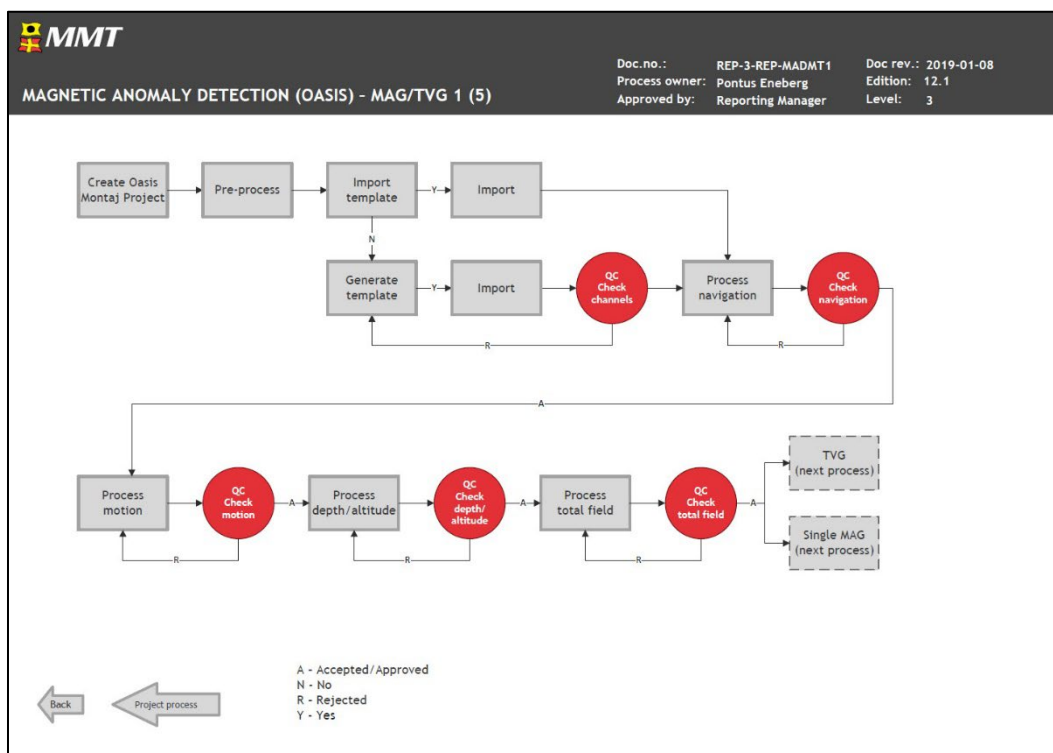 MMT
Doc.no.: REP-3-REP-MADMT1 Doc rev.: 2019-01-08
Process owner: Pontus Eneberg Edition: 12.1
Approved by: Reporting Manager Level: 3
MAGNETIC ANOMALY DETECTION (OASIS) - MAG/TVG 1 (5)
Create Oasis
Montaj Project
Pre-process
Import
template
Y
Import
N
Generate
template
Y
Import
QC
Check
channels
Process
navigation
QC
Check
navigation
R
R
A
Process
motion
QC
Check
motion
A
Process
depth/altitude
QC
Check
depth/
altitude
A
Process
total field
QC
Check
total field
A
TVG
(next process)
Single MAG
(next process)
R
R
R
A - Accepted/Approved
N - No
R - Rejected
Y - Yes
Back
Project process